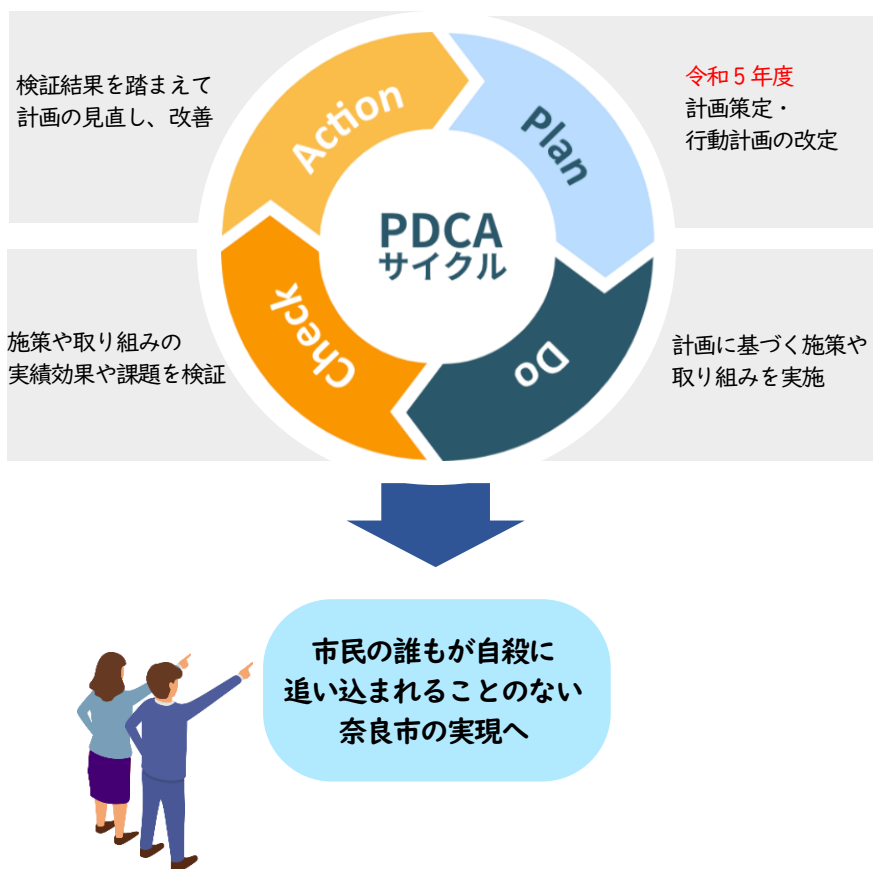 検証結果を踏まえて
計画の見直し、改善
Action
Plan
令和5年度
計画策定・
行動計画の改定
PDCA
サイクル
施策や取り組みの
実績効果や課題を検証
Check
Do
計画に基づく施策や
取り組みを実施
市民の誰もが自殺に
追い込まれることのない
奈良市の実現へ